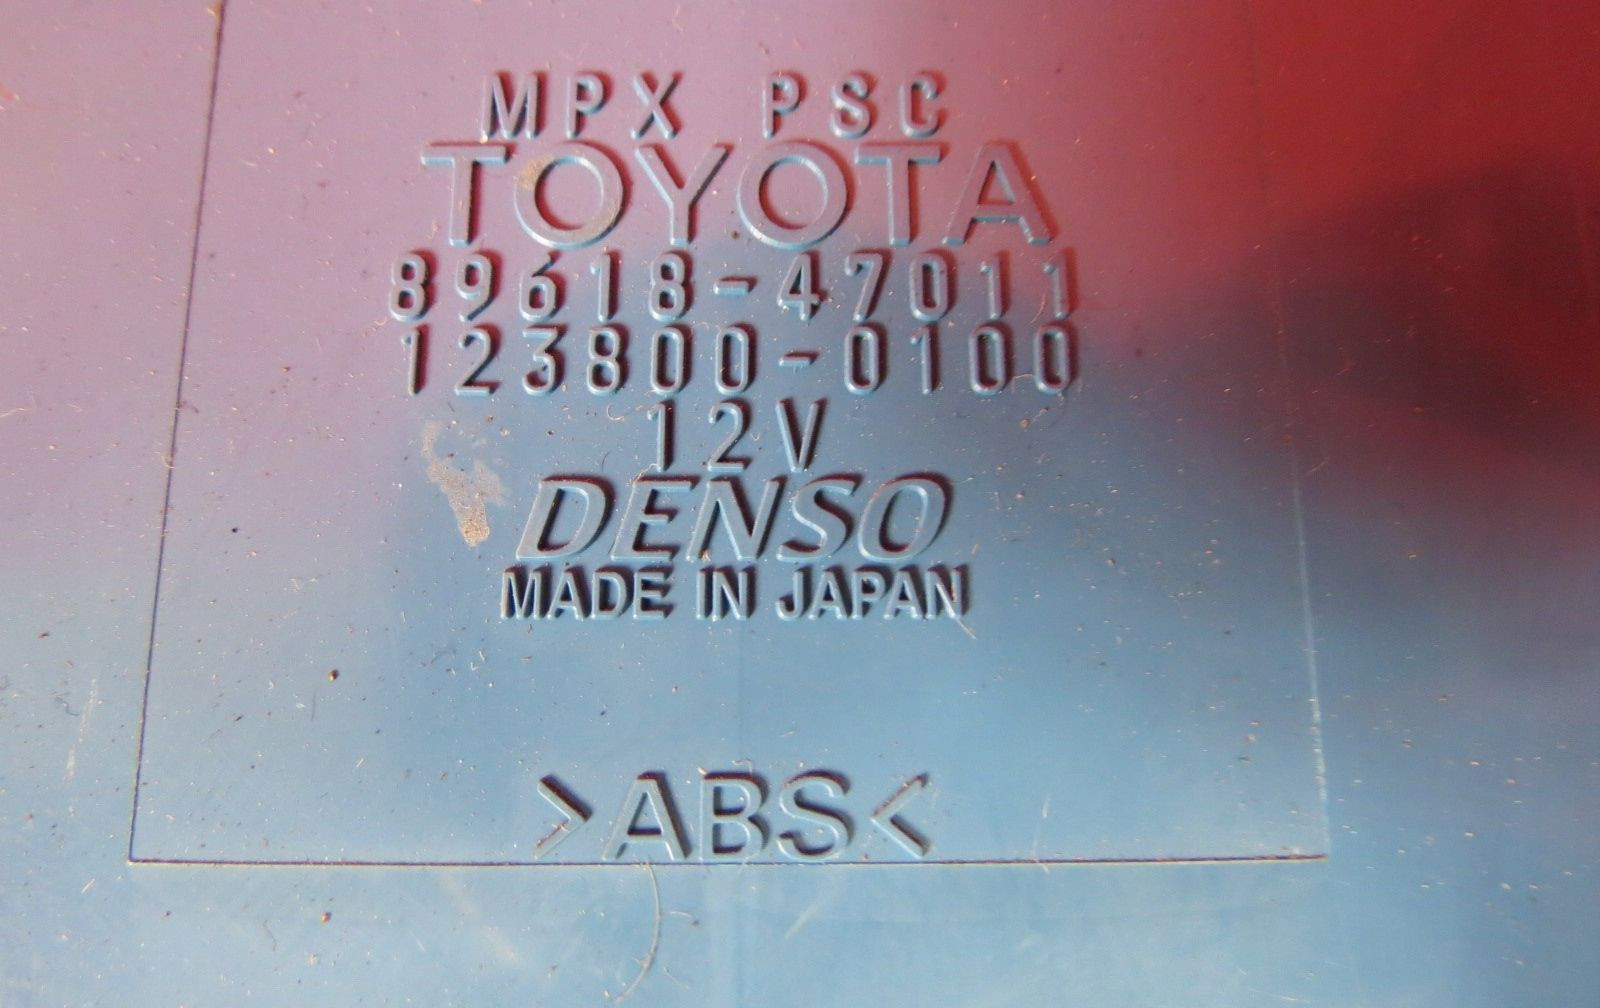 MPX PSC
TOYOTA
89618-47011
123800-0100
12V
DENSO
MADE IN JAPAN
>ABS<